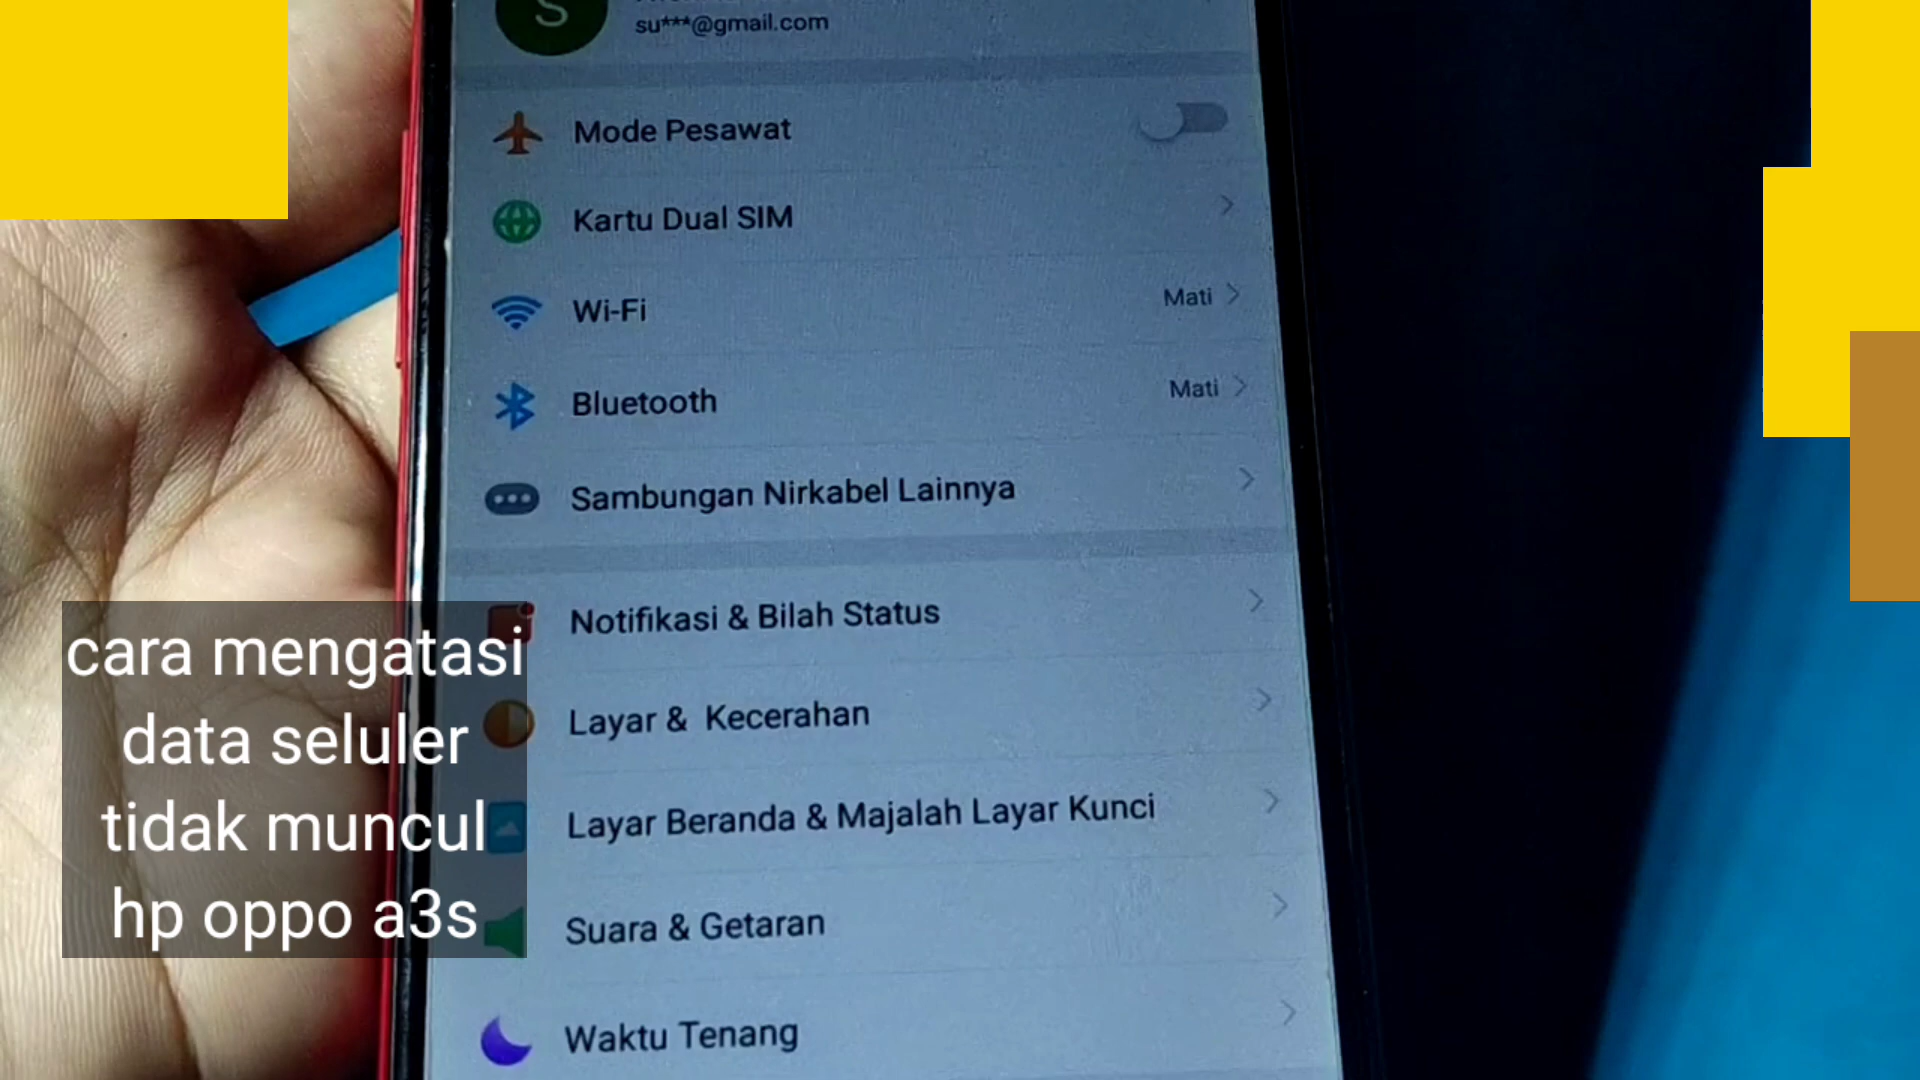 S
su***@gmail.com
Mode Pesawat
Kartu Dual SIM
Wi-Fi
Mati
Bluetooth
Mati
Sambungan Nirkabel Lainnya
Notifikasi & Bilah Status
Layar & Kecerahan
Layar Beranda & Majalah Layar Kunci
Suara & Getaran
Waktu Tenang
cara mengatasi
data seluler
tidak muncul
hp oppo a3s